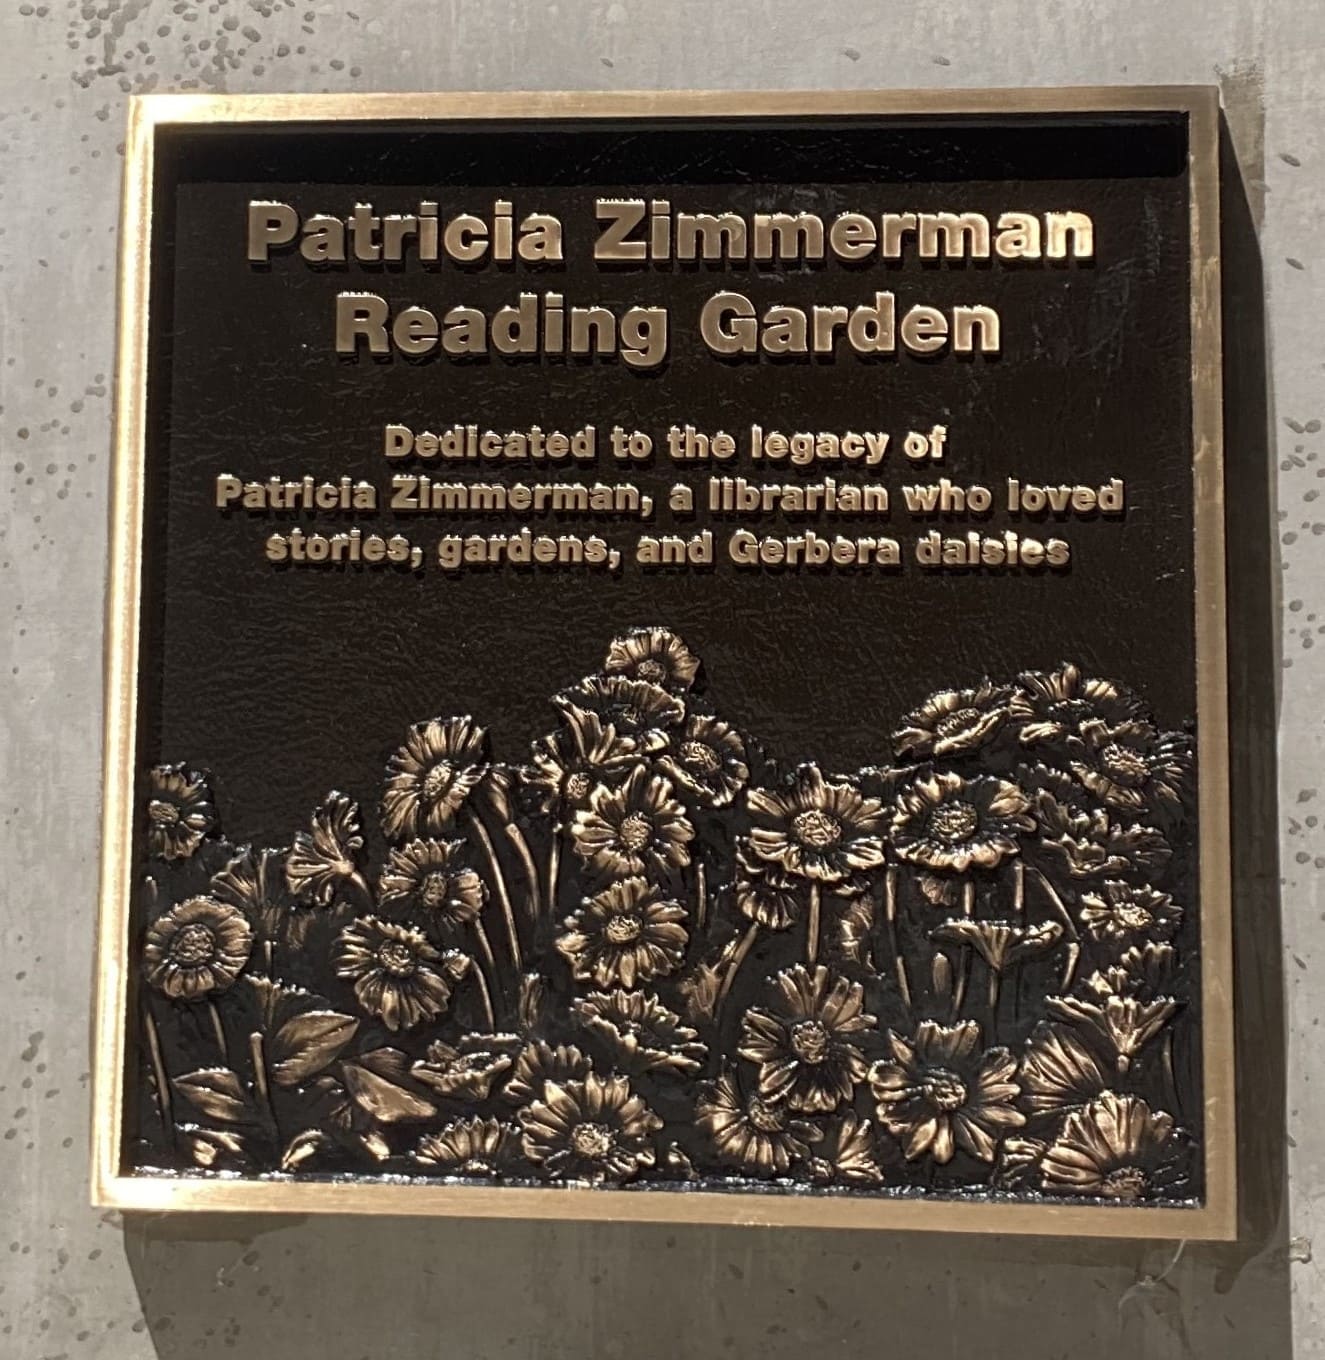 Patricia Zimmerman
Reading Garden
Dedicated to the legacy of
Patricia Zimmerman, a librarian who loved
stories, gardens, and Gerbera daisies